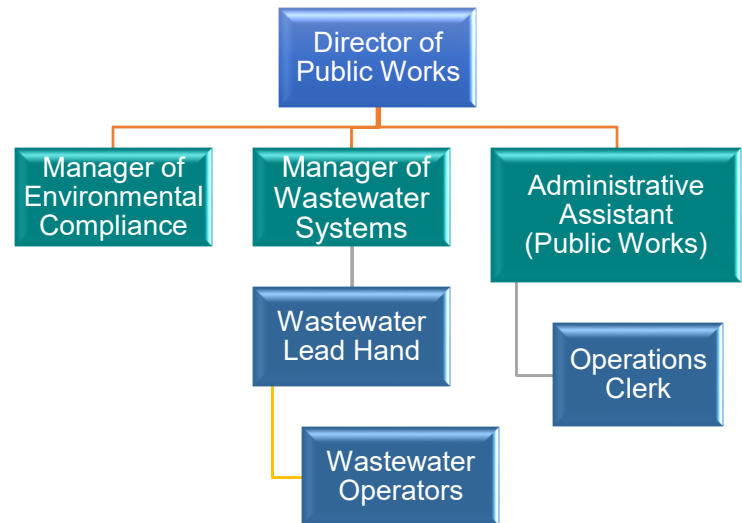 Director of
Public Works
Manager of
Environmental
Compliance
Manager of
Wastewater
Systems
Administrative
Assistant
(Public Works)
Wastewater
Lead Hand
Operations
Clerk
Wastewater
Operators